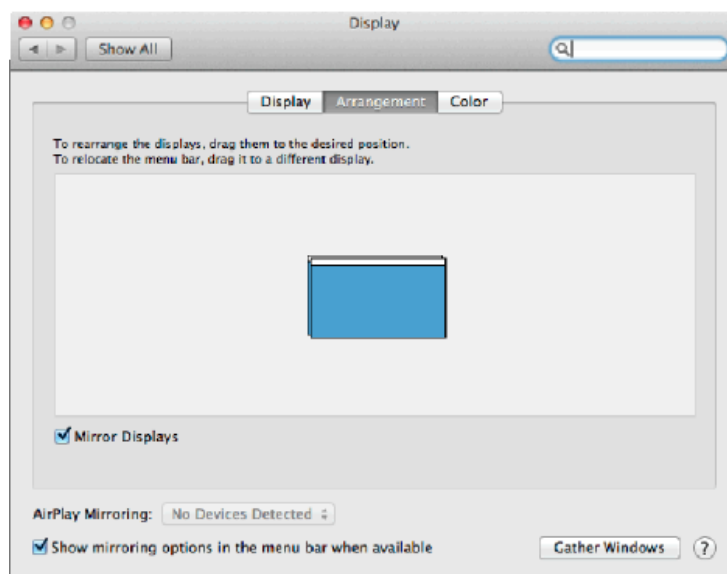 Display
Show All
Display Arrangement Color
To rearrange the displays, drag them to the desired position.
To relocate the menu bar, drag it to a different display.
Mirror Displays
AirPlay Mirroring: No Devices Detected
Show mirroring options in the menu bar when available
Gather Windows ?